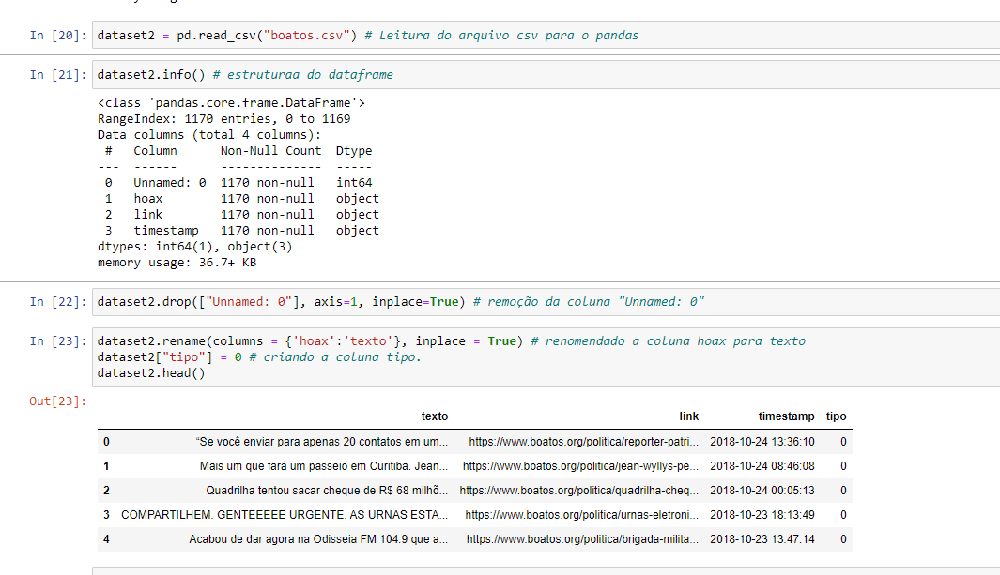 In [20]: dataset2 = pd.read_csv("boatos.csv") # Leitura do arquivo csv para o pandas
In [21]: dataset2.info() # estruturaa do dataframe
<class 'pandas.core.frame.DataFrame'>
RangeIndex: 1170 entries, 0 to 1169
Data columns (total 4 columns):
# Column Non-Null Count Dtype
--- ------ -------------- -----
0 Unnamed: 0 1170 non-null int64
1 hoax 1170 non-null object
2 link 1170 non-null object
3 timestamp 1170 non-null object
dtypes: int64(1), object(3)
memory usage: 36.7+ KB
In [22]: dataset2.drop(["Unnamed: 0"], axis=1, inplace=True) # remoção da coluna "Unnamed: 0"
In [23]: dataset2.rename(columns = {'hoax':'texto'}, inplace = True) # renomendado a coluna hoax para texto
dataset2["tipo"] = 0 # criando a coluna tipo.
dataset2.head()
Out[23]:
texto link timestamp tipo
0 “Se você enviar para apenas 20 contatos em um... https://www.boatos.org/politica/reporter-patri... 2018-10-24 13:36:10 0
1 Mais um que fará um passeio em Curitiba. Jean... https://www.boatos.org/politica/jean-wyllys-pe... 2018-10-24 08:46:08 0
2 Quadrilha tentou sacar cheque de R$ 68 milhõ... https://www.boatos.org/politica/quadrilha-cheq... 2018-10-24 00:05:13 0
3 COMPARTILHEM. GENTEEEEE URGENTE. AS URNAS ESTA... https://www.boatos.org/politica/urnas-eletroni... 2018-10-23 18:13:49 0
4 Acabou de dar agora na Odisseia FM 104.9 que a... https://www.boatos.org/politica/brigada-milita... 2018-10-23 13:47:14 0